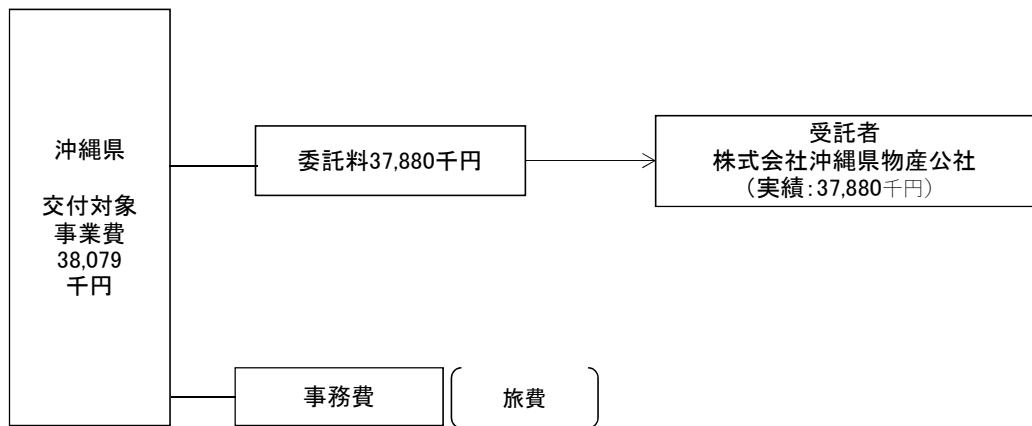 沖縄県
交付対象
事業費
38,079
千円
委託料37,880千円
受託者
株式会社沖縄県物産公社
（実績：37,880千円）
事務費
旅費